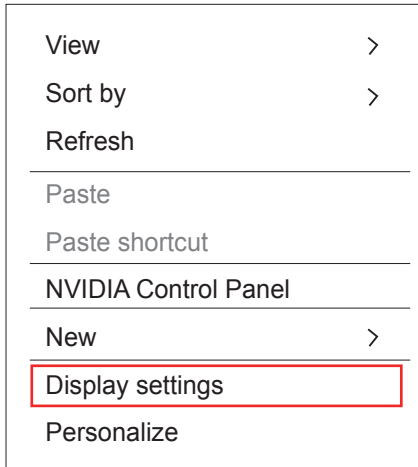 View
Sort by
Refresh
Paste
Paste shortcut
NVIDIA Control Panel
New
Display settings
Personalize